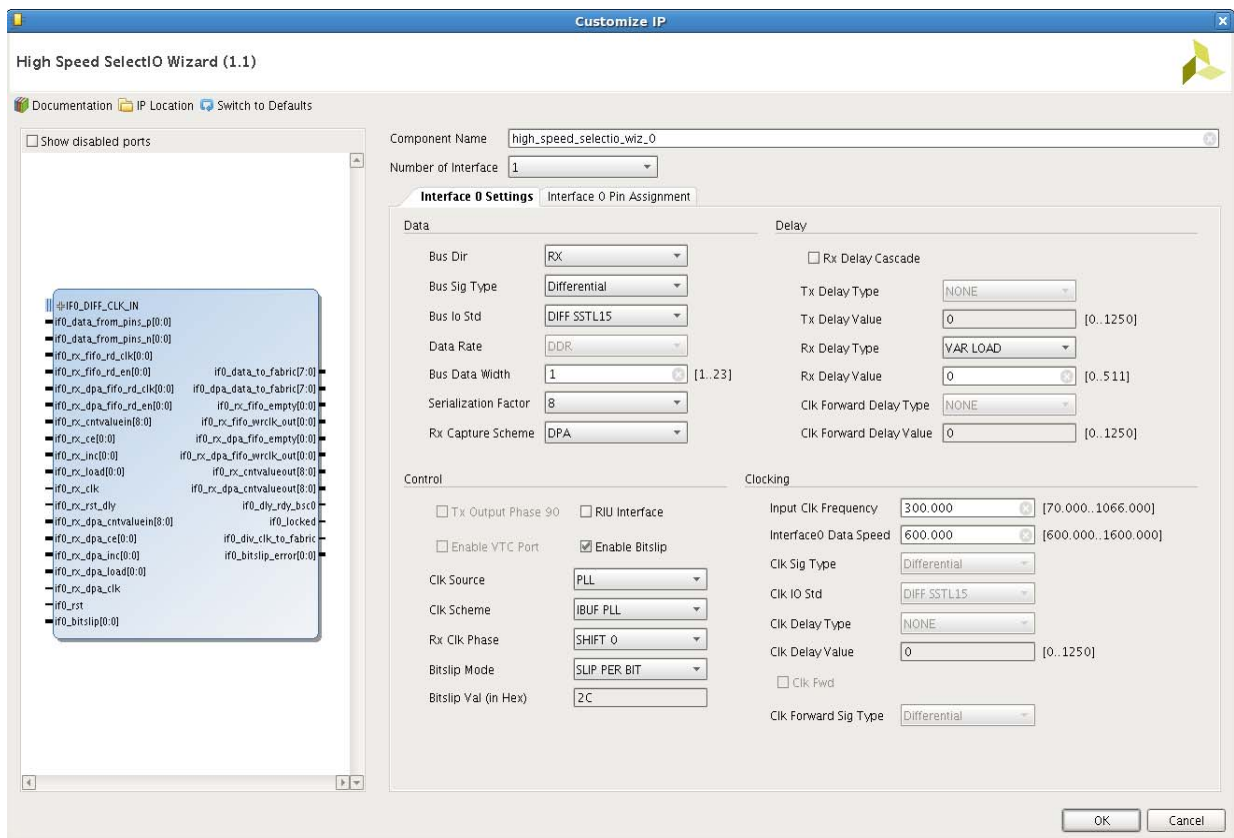 Customize IP
High Speed SelectIO Wizard (1.1)
Documentation IP Location Switch to Defaults
Show disabled ports
IF0_DIFF_CLK_IN
if0_data_from_pins_p[0:0]
if0_data_from_pins_n[0:0]
if0_rx_fifo_rd_clk[0:0]
if0_rx_fifo_rd_en[0:0]
if0_rx_dpa_fifo_rd_clk[0:0]
if0_rx_dpa_fifo_rd_en[0:0]
if0_rx_cntvaluein[8:0]
if0_rx_ce[0:0]
if0_rx_inc[0:0]
if0_rx_load[0:0]
if0_rx_clk
if0_rx_rst_dly
if0_rx_dpa_cntvaluein[8:0]
if0_rx_dpa_ce[0:0]
if0_rx_dpa_inc[0:0]
if0_rx_dpa_load[0:0]
if0_rx_dpa_clk
if0_rst
if0_bitslip[0:0]
if0_data_to_fabric[7:0]
if0_dpa_data_to_fabric[7:0]
if0_rx_fifo_empty[0:0]
if0_rx_fifo_wrclk_out[0:0]
if0_rx_dpa_fifo_empty[0:0]
if0_rx_dpa_fifo_wrclk_out[0:0]
if0_rx_cntvalueout[8:0]
if0_rx_dpa_cntvalueout[8:0]
if0_dly_rdy_bsc0
if0_locked
if0_div_clk_to_fabric
if0_bitslip_error[0:0]
Component Name high_speed_selectio_wiz_0
Number of Interface 1
Interface 0 Settings Interface 0 Pin Assignment
Data
Bus Dir RX
Bus Sig Type Differential
Bus Io Std DIFF SSTL15
Data Rate DDR
Bus Data Width 1 [1..23]
Serialization Factor 8
Rx Capture Scheme DPA
Delay
Rx Delay Cascade
Tx Delay Type NONE
Tx Delay Value 0 [0..1250]
Rx Delay Type VAR LOAD
Rx Delay Value 0 [0..511]
Clk Forward Delay Type NONE
Clk Forward Delay Value 0 [0..1250]
Control
Tx Output Phase 90 RIU Interface
Enable VTC Port Enable Bitslip
Clk Source PLL
Clk Scheme IBUF PLL
Rx Clk Phase SHIFT 0
Bitslip Mode SLIP PER BIT
Bitslip Val (in Hex) 2C
Clocking
Input Clk Frequency 300.000 [70.000..1066.000]
Interface0 Data Speed 600.000 [600.000..1600.000]
Clk Sig Type Differential
Clk IO Std DIFF SSTL15
Clk Delay Type NONE
Clk Delay Value 0 [0..1250]
Clk Fwd
Clk Forward Sig Type Differential
OK Cancel